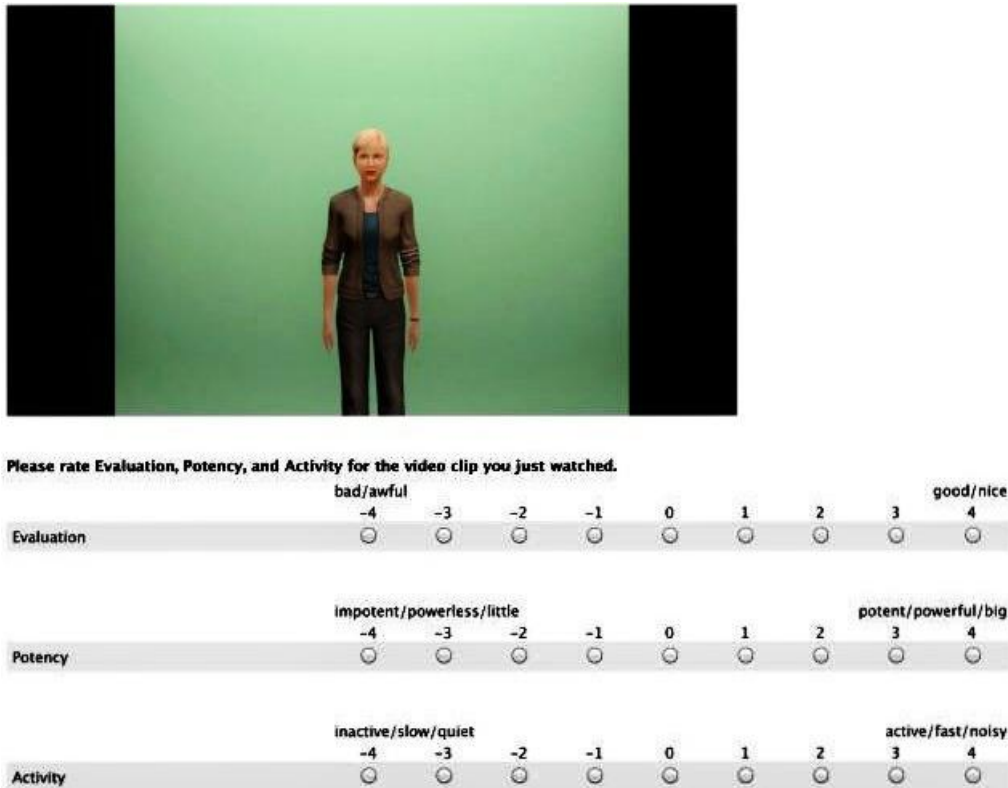 Please rate Evaluation, Potency, and Activity for the video clip you just watched.
bad/awful good/nice
-4 -3 -2 -1 0 1 2 3 4
Evaluation
impotent/powerless/little potent/powerful/big
-4 -3 -2 -1 0 1 2 3 4
Potency
inactive/slow/quiet active/fast/noisy
-4 -3 -2 -1 0 1 2 3 4
Activity